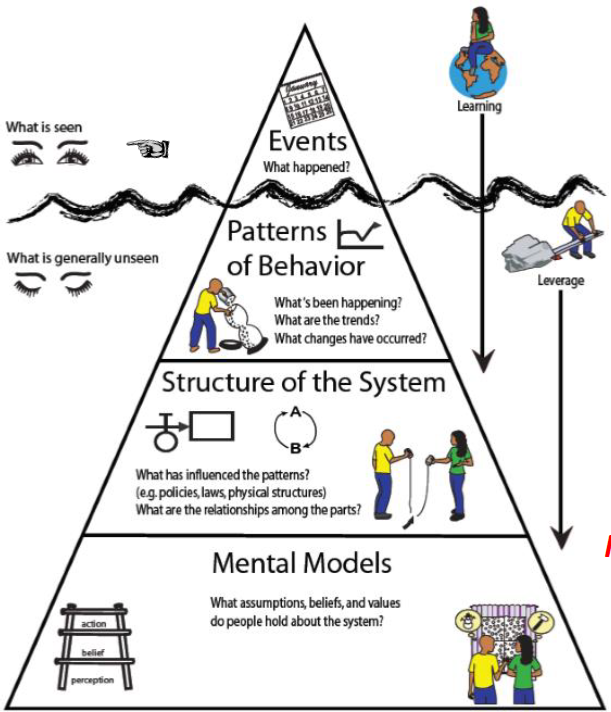 Learning
January
What is seen
Events
What happened?
Patterns
of Behavior
What is generally unseen
Leverage
What's been happening?
What are the trends?
What changes have occurred?
Structure of the System
A
B
What has influenced the patterns?
(e.g. policies, laws, physical structures)
What are the relationships among the parts?
Mental Models
What assumptions, beliefs, and values
do people hold about the system?
action
belief
perception